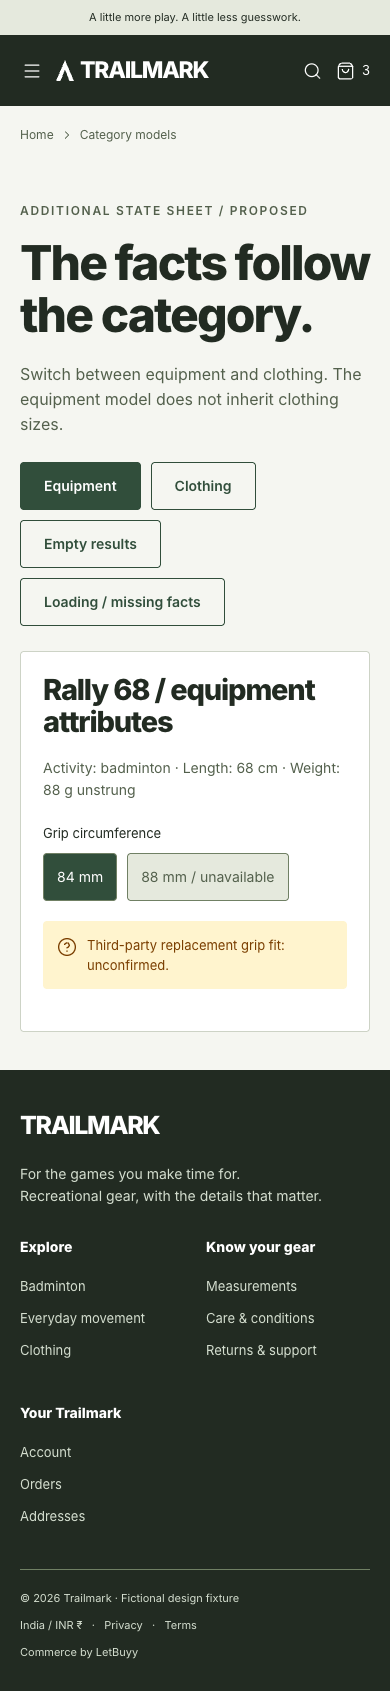 A little more play. A little less guesswork.
TRAILMARK
3
Home > Category models
ADDITIONAL STATE SHEET / PROPOSED
The facts follow
the category.
Switch between equipment and clothing. The
equipment model does not inherit clothing
sizes.
Equipment
Clothing
Empty results
Loading / missing facts
Rally 68 / equipment
attributes
Activity: badminton · Length: 68 cm · Weight:
88 g unstrung
Grip circumference
84 mm
88 mm / unavailable
Third-party replacement grip fit:
unconfirmed.
TRAILMARK
For the games you make time for.
Recreational gear, with the details that matter.
Explore
Badminton
Everyday movement
Clothing
Know your gear
Measurements
Care & conditions
Returns & support
Your Trailmark
Account
Orders
Addresses
© 2026 Trailmark · Fictional design fixture
India / INR ₹ · Privacy · Terms
Commerce by LetBuyy